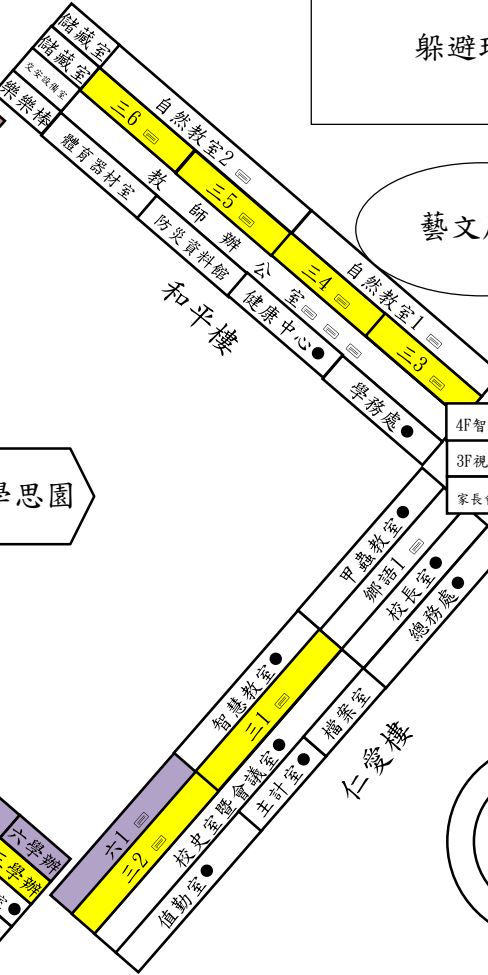 儲藏室
儲藏室
交安設備室
樂樂棒
自然教室2
三6
三5
三4
三3
自然教室1
教師辦公室
體育器材室
防災資料館
健康中心
學務處
和平樓
躲避
藝文
4F智
3F視
家長
學思園
甲蟲教室
鄉語1
校長室
總務處
智慧教室
三1
檔案室
六1
三2
校史室暨會議室
主計室
值勤室
仁愛樓
六學辦
三學辦